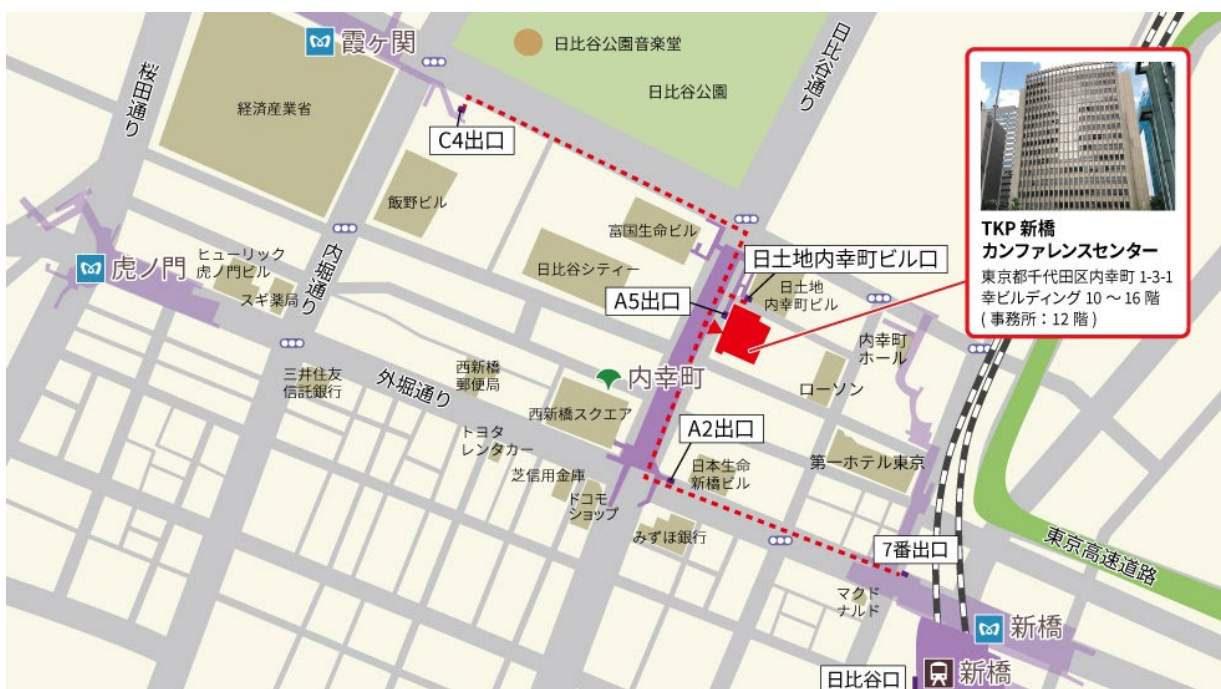 霞ケ関
日比谷公園音楽堂
日比谷公園
日比谷通り
桜田通り
経済産業省
C4出口
飯野ビル
富国生命ビル
日比谷シティー
日土地内幸町ビル口
日土地
内幸町ビル
A5出口
TKP 新橋
カンファレンスセンター
東京都千代田区内幸町 1-3-1
幸ビルディング 10 ～ 16 階
( 事務所：12 階 )
虎ノ門
ヒューリック
虎ノ門ビル
スギ薬局
内堀通り
内幸町
ホール
三井住友
信託銀行
外堀通り
西新橋
郵便局
内幸町
ローソン
西新橋スクエア
A2出口
トヨタ
レンタカー
日本生命
新橋ビル
第一ホテル東京
芝信用金庫
ドコモ
ショップ
みずほ銀行
7番出口
東京高速道路
マクド
ナルド
新橋
日比谷口
新橋